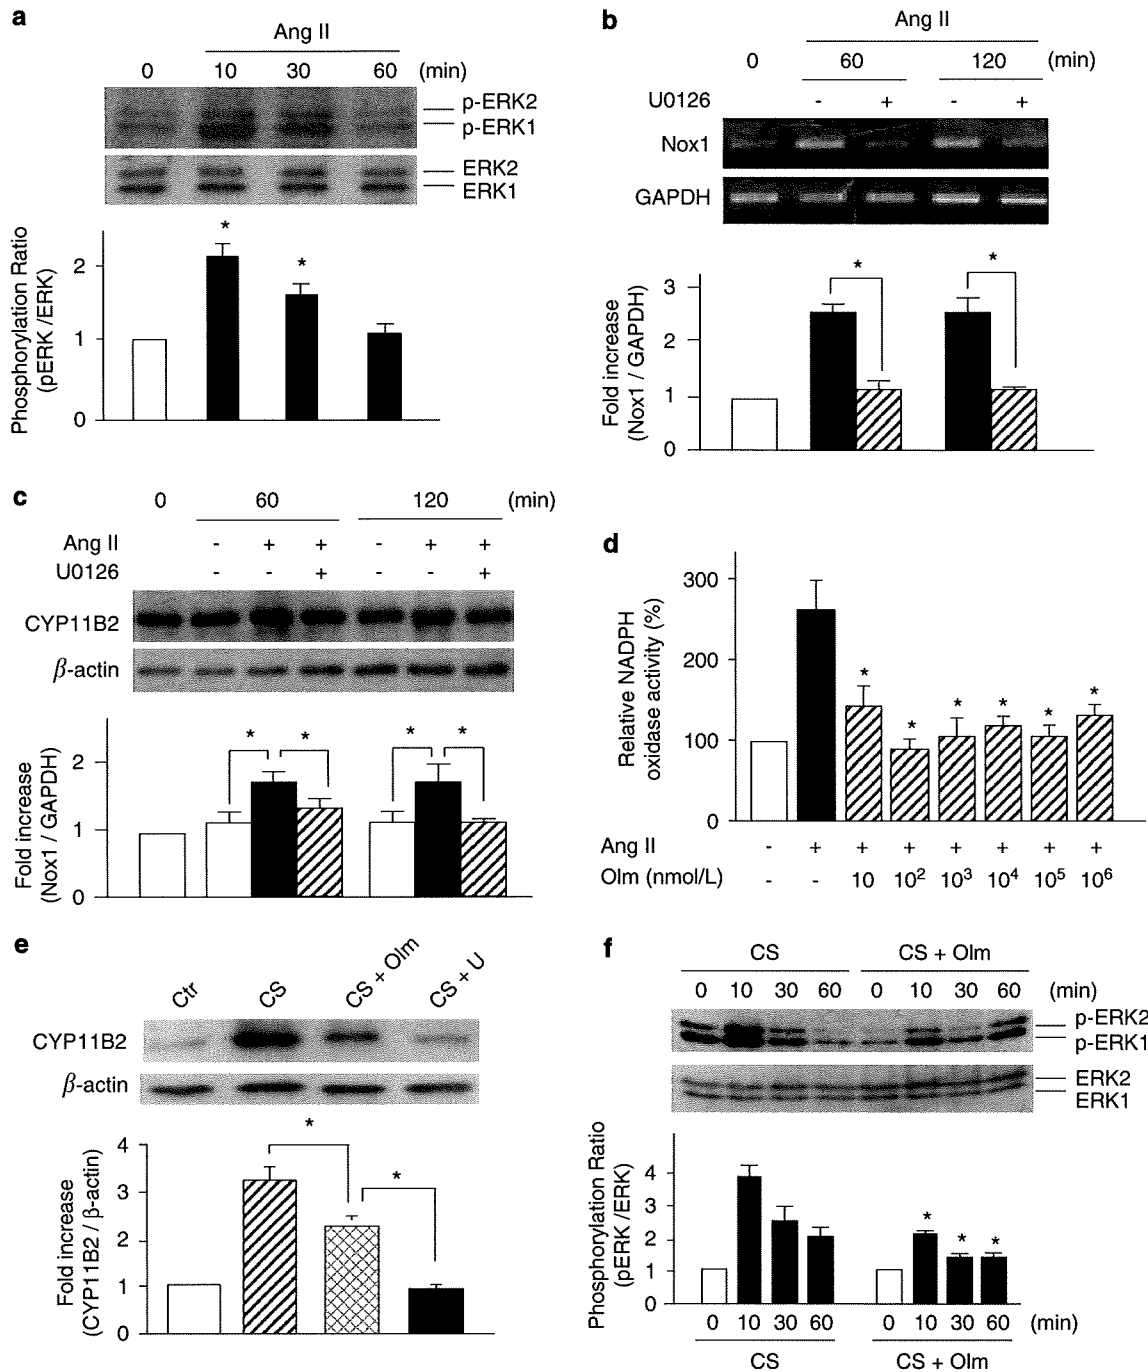 a
Ang II
0 10 30 60 (min)
p-ERK2
p-ERK1
ERK2
ERK1
*
*
2
1
0
Phosphorylation Ratio
(pERK /ERK)
b
Ang II
0 60 120 (min)
U0126 - + - +
Nox1
GAPDH
* *
3
2
1
0
Fold increase
(Nox1 / GAPDH)
c
0 60 120 (min)
Ang II - + + - + +
U0126 - - + - - +
CYP11B2
β-actin
* * * *
2
1
0
Fold increase
(Nox1 / GAPDH)
d
300
200
100
0
Relative NADPH
oxidase activity (%)
* * * * * *
Ang II - + + + + + + +
Olm (nmol/L) - - 10 10² 10³ 10⁴ 10⁵ 10⁶
e
Ctr CS CS + Olm CS + U
CYP11B2
β-actin
*
*
4
3
2
1
0
Fold increase
(CYP11B2 / β-actin)
f
CS CS + Olm
0 10 30 60 0 10 30 60 (min)
p-ERK2
p-ERK1
ERK2
ERK1
4
3
2
1
0
Phosphorylation Ratio
(pERK /ERK)
* * *
0 10 30 60 0 10 30 60 (min)
CS CS + Olm